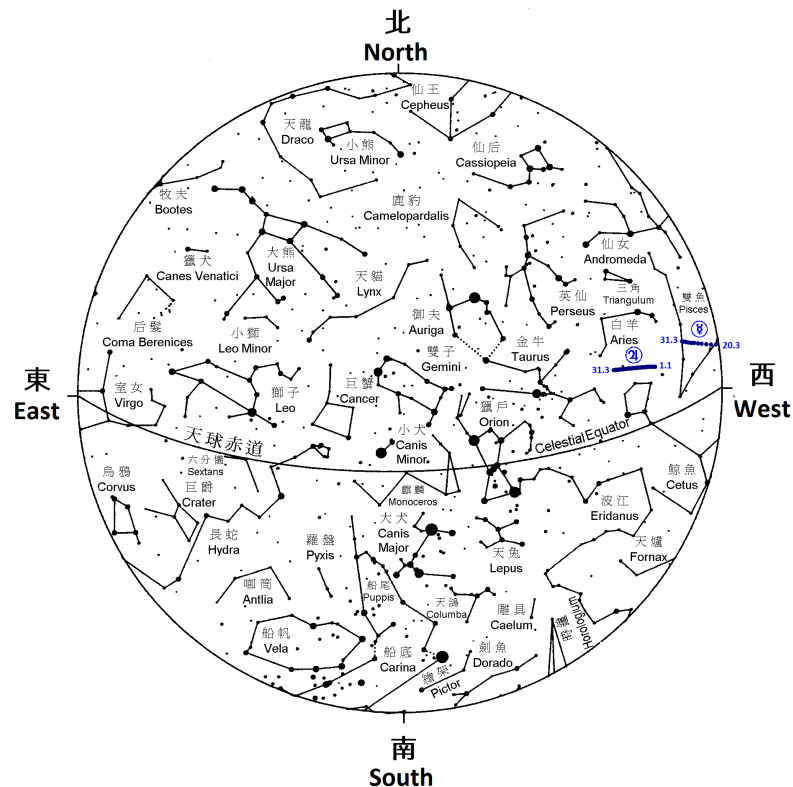 北
North
仙王
Cepheus
天龍
Draco
小熊
Ursa Minor
仙后
Cassiopeia
牧夫
Bootes
鹿豹
Camelopardalis
仙女
Andromeda
獵犬
Canes Venatici
大熊
Ursa
Major
天貓
Lynx
英仙
Perseus
三角
Triangulum
雙魚
Pisces
后髮
Coma Berenices
小獅
Leo Minor
御夫
Auriga
白羊
Aries
31.3
☿
20.3
金牛
Taurus
♃
31.3
1.1
東
East
西
West
室女
Virgo
獅子
Leo
巨蟹
Cancer
雙子
Gemini
獵戶
Orion
小犬
Canis
Minor
天球赤道
Celestial Equator
烏鴉
Corvus
六分儀
Sextans
巨爵
Crater
麒麟
Monoceros
波江
Eridanus
鯨魚
Cetus
長蛇
Hydra
羅盤
Pyxis
大犬
Canis
Major
天兔
Lepus
天爐
Fornax
唧筒
Antlia
船尾
Puppis
天鴿
Columba
雕具
Caelum
時鐘
Horologium
船帆
Vela
船底
Carina
繪架
Pictor
劍魚
Dorado
南
South